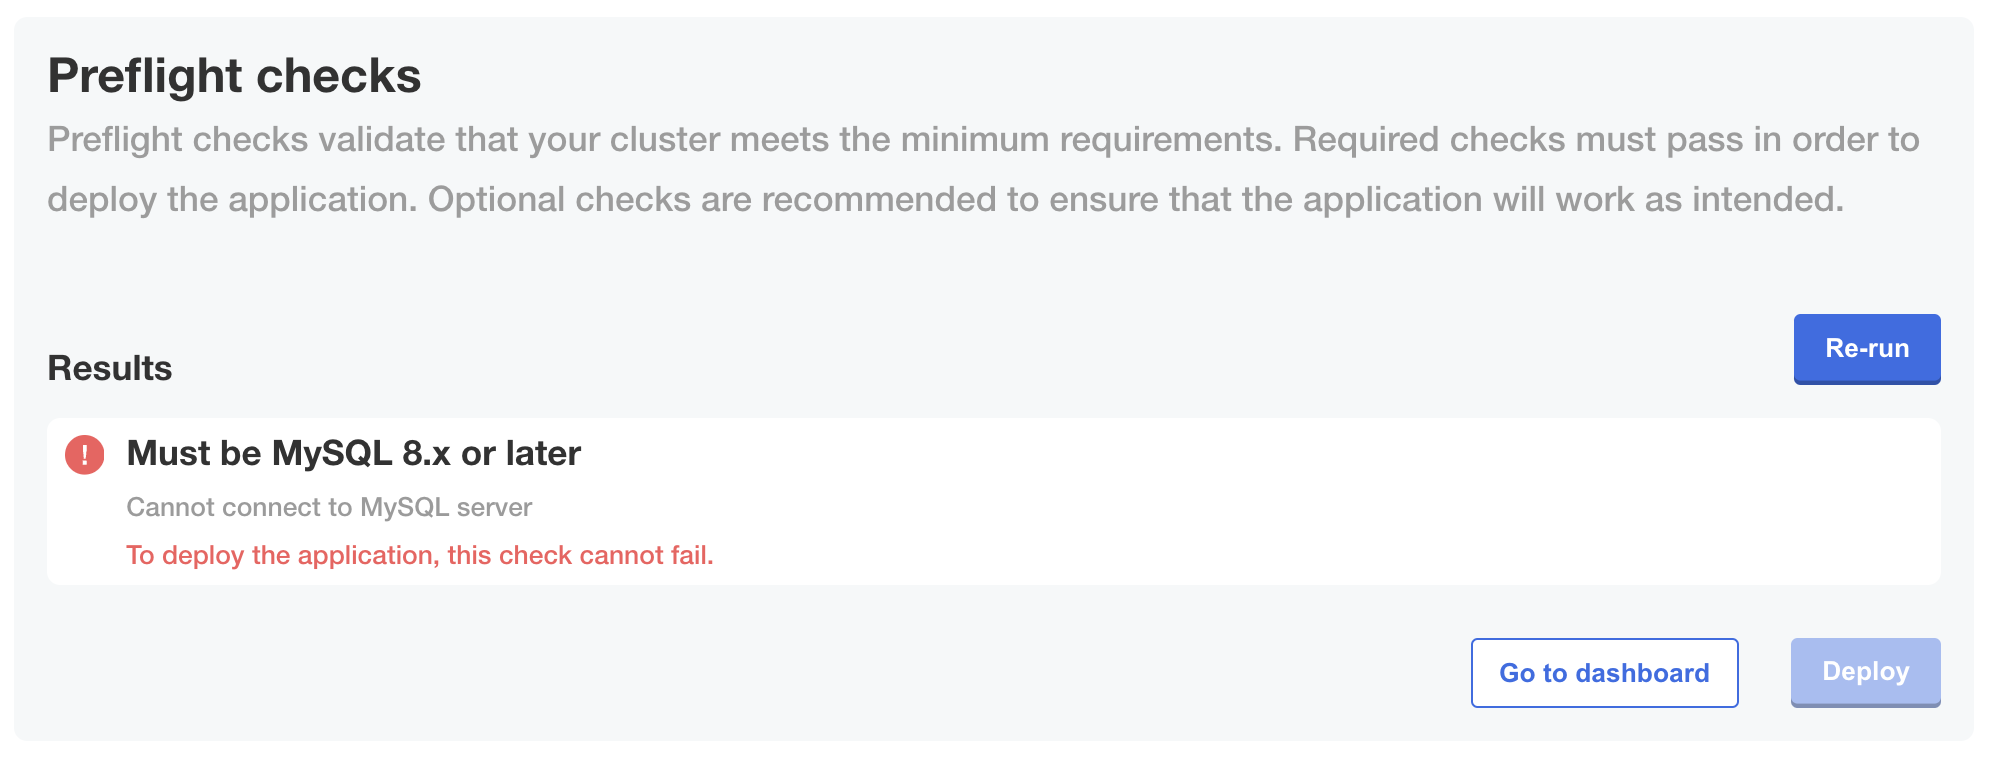 Preflight checks
Preflight checks validate that your cluster meets the minimum requirements. Required checks must pass in order to
deploy the application. Optional checks are recommended to ensure that the application will work as intended.
Re-run
Results
!
Must be MySQL 8.x or later
Cannot connect to MySQL server
To deploy the application, this check cannot fail.
Go to dashboard
Deploy